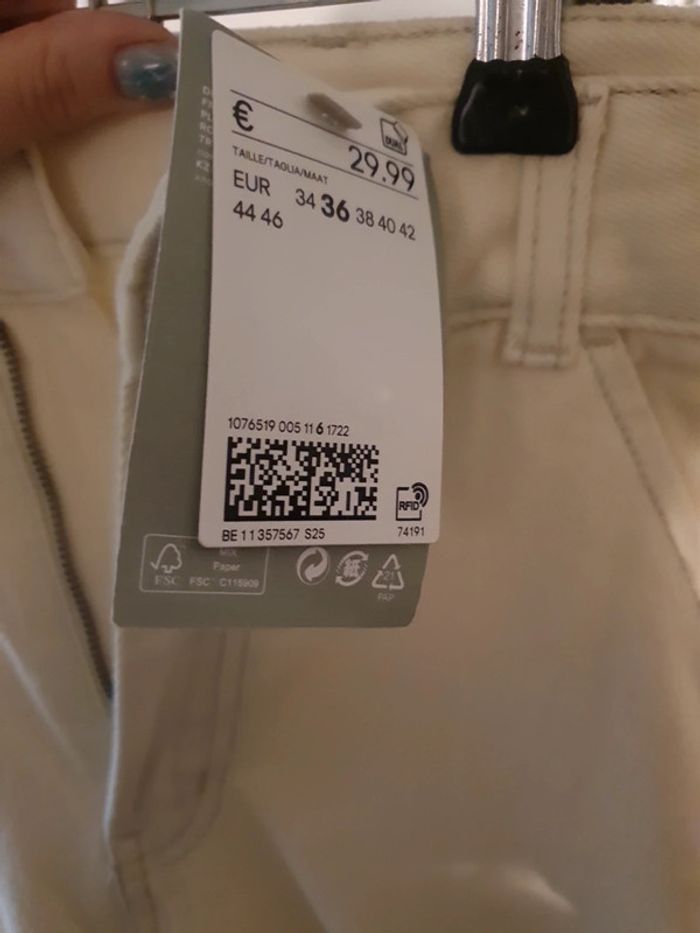 €
DUAL
29.99
TAILLE/TAGLIA/MAAT
EUR 34 36 38 40 42
44 46
1076519 005 11 6 1722
RFID
BE 11 357567 S25
74191
MIX
Paper
FSC FSC® C115909
21
PAP